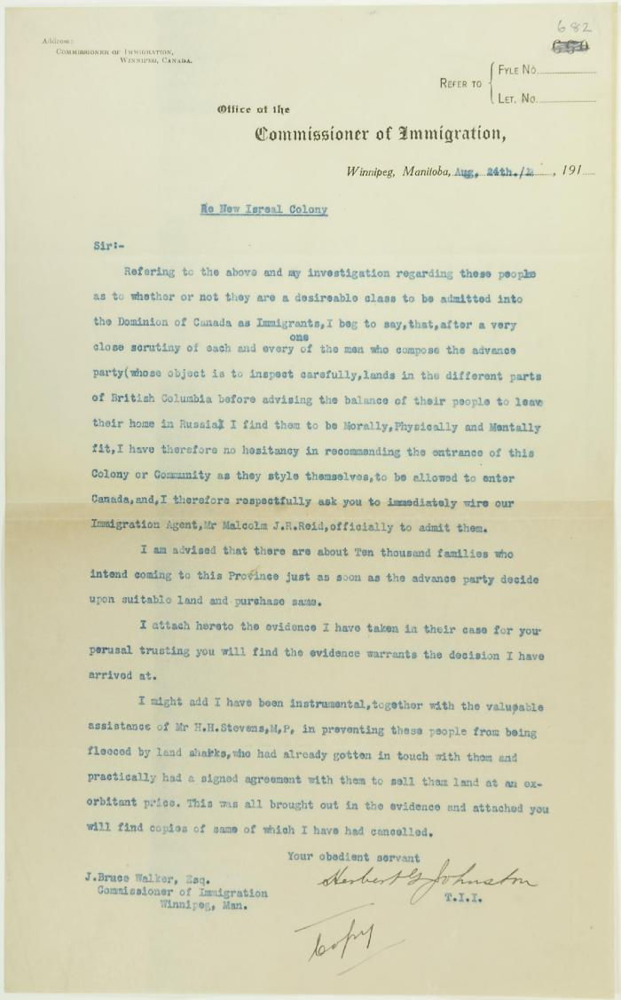 682
Address:
COMMISSIONER OF IMMIGRATION,
WINNIPEG, CANADA.
REFER TO
FYLE NO.
LET. NO.
Office of the
Commissioner of Immigration,
Winnipeg, Manitoba, Aug, 24th./12, 191
Re New Isreal Colony
Sir:-
Refering to the above and my investigation regarding these people
as to whether or not they are a desireable class to be admitted into
the Dominion of Canada as Immigrants,I beg to say,that,after a very
one
close scrutiny of each and every of the men who compose the advance
party(whose object is to inspect carefully,lands in the different parts
of British Columbia before advising the balance of their people to leave
their home in Russia) I find them to be Morally,Physically and Mentally
fit,I have therefore no hesitancy in recommending the entrance of this
Colony or Community as they style themselves,to be allowed to enter
Canada,and,I therefore respectfully ask you to immediately wire our
Immigration Agent,Mr Malcolm J.R.Reid,officially to admit them.
I am advised that there are about Ten thousand families who
intend coming to this Province just as soon as the advance party decide
upon suitable land and purchase same.
I attach hereto the evidence I have taken in their case for your
perusal trusting you will find the evidence warrants the decision I have
arrived at.
I might add I have been instrumental,together with the valupable
assistance of Mr H.H.Stevens,M,P, in preventing these people from being
fleeced by land sharks,who had already gotten in touch with them and
practically had a signed agreement with them to sell them land at an ex-
orbitant price. This was all brought out in the evidence and attached you
will find copies of same of which I have had cancelled.
Your obedient servant
Herbert G Johnston
T.I.I.
J.Bruce Walker, Esq.
Commissioner of Immigration
Winnipeg, Man.
Copy